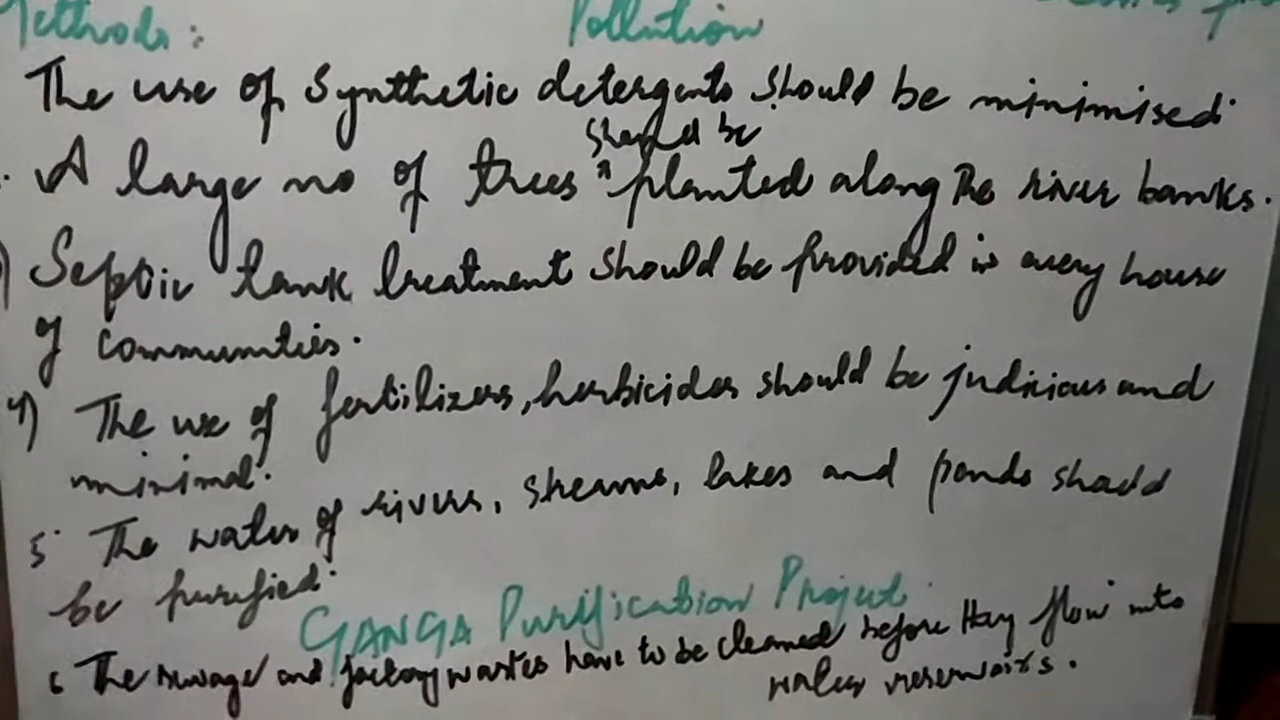 Methods: Pollution
The use of synthetic detergents should be minimised.
should be
A large no of trees ^ planted along the river banks.
) Septic tank treatment should be provided in every house
of communities.
4) The use of fertilizers, herbicides should be judicious and
minimal.
5. The water of rivers, streams, lakes and ponds should
be purified.
GANGA Purification Project.
6 The sewage and factory wastes have to be cleaned before they flow into
water reservoirs.